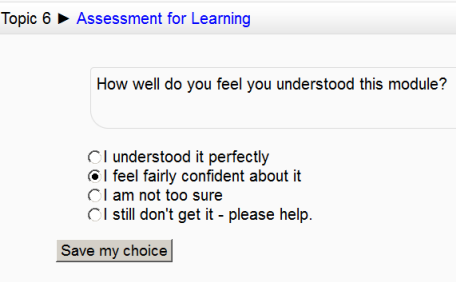 Topic 6 ► Assessment for Learning
How well do you feel you understood this module?
I understood it perfectly
I feel fairly confident about it
I am not too sure
I still don't get it - please help.
Save my choice